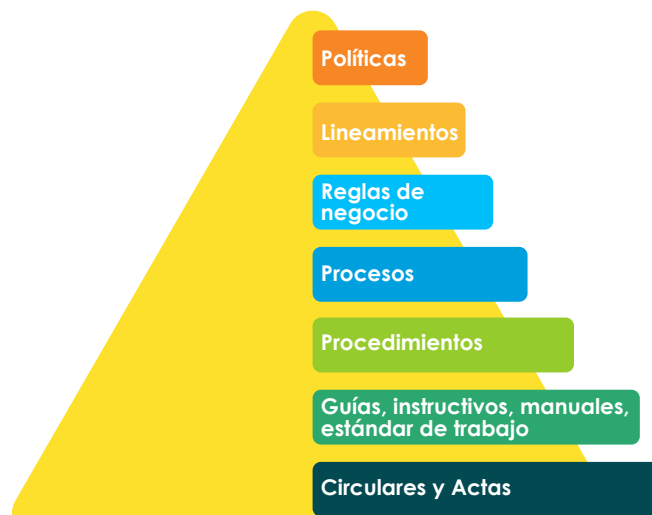 Políticas
Lineamientos
Reglas de
negocio
Procesos
Procedimientos
Guías, instructivos, manuales,
estándar de trabajo
Circulares y Actas